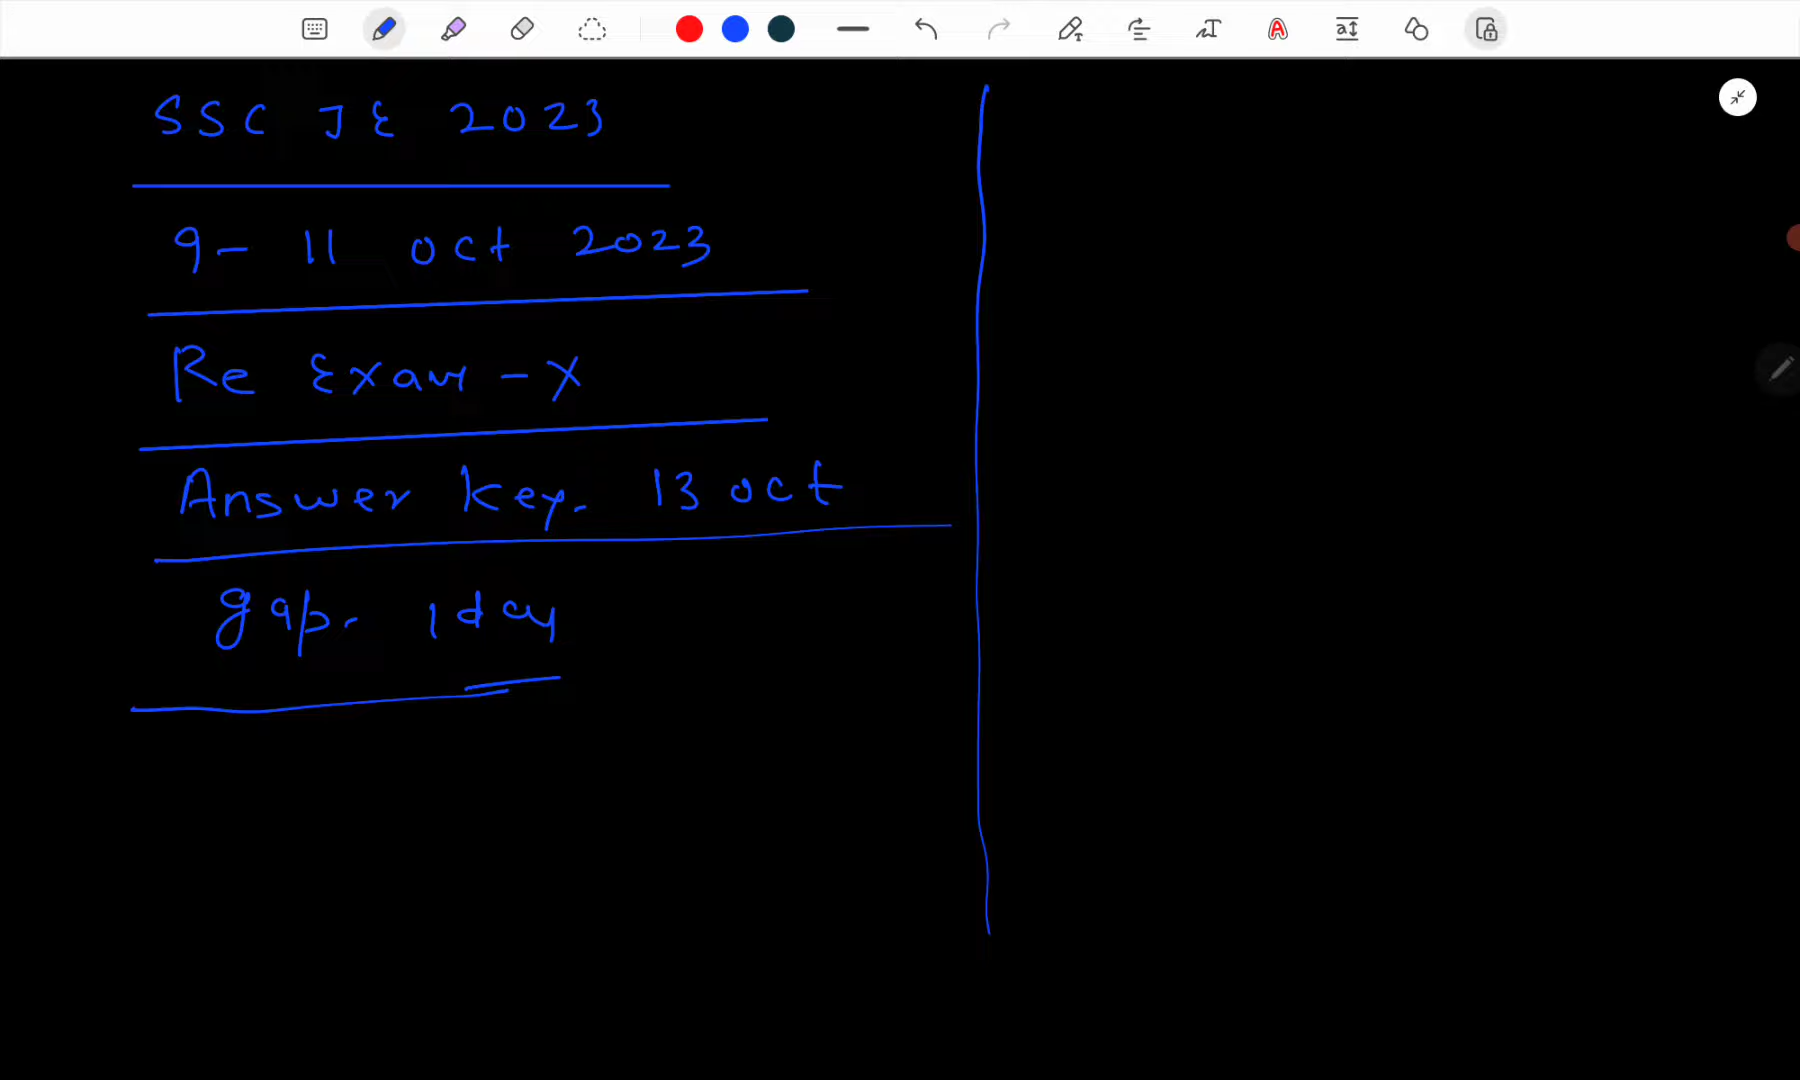 SSC JE 2023
9- 11 oct 2023
Re Exam - X
Answer key. 13 oct
gap. 1 day